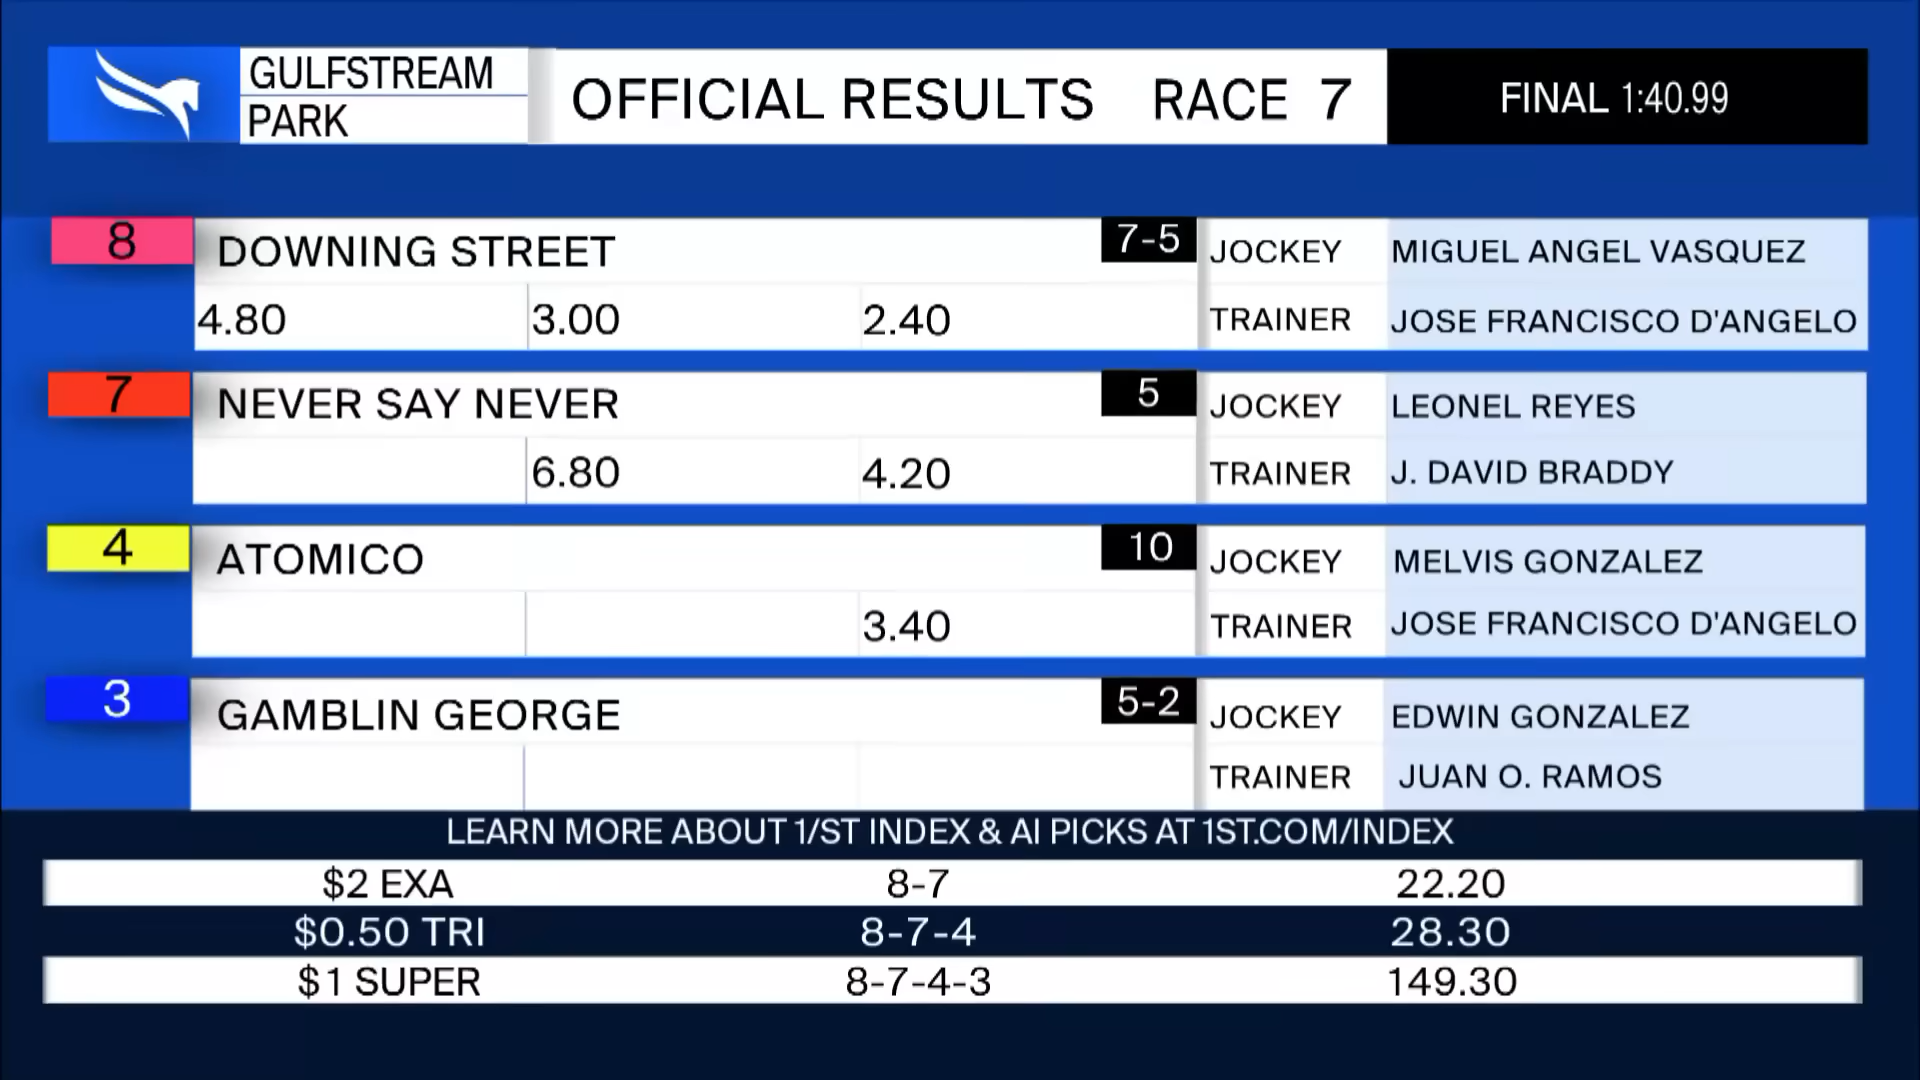 GULFSTREAM
PARK
OFFICIAL RESULTS RACE 7
FINAL 1:40.99
8 DOWNING STREET 7-5 JOCKEY MIGUEL ANGEL VASQUEZ
4.80 3.00 2.40 TRAINER JOSE FRANCISCO D'ANGELO
7 NEVER SAY NEVER 5 JOCKEY LEONEL REYES
6.80 4.20 TRAINER J. DAVID BRADDY
4 ATOMICO 10 JOCKEY MELVIS GONZALEZ
3.40 TRAINER JOSE FRANCISCO D'ANGELO
3 GAMBLIN GEORGE 5-2 JOCKEY EDWIN GONZALEZ
TRAINER JUAN O. RAMOS
LEARN MORE ABOUT 1/ST INDEX & AI PICKS AT 1ST.COM/INDEX
$2 EXA 8-7 22.20
$0.50 TRI 8-7-4 28.30
$1 SUPER 8-7-4-3 149.30